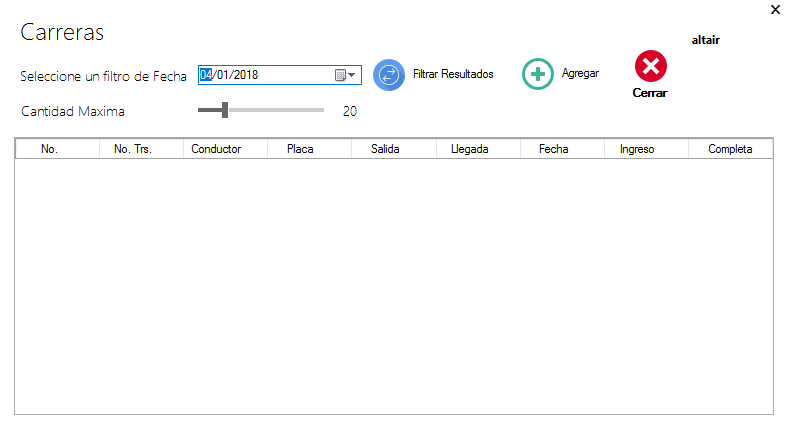 Carreras
altair
Seleccione un filtro de Fecha 04/01/2018 Filtrar Resultados Agregar
Cerrar
Cantidad Maxima 20
No. No. Trs. Conductor Placa Salida Llegada Fecha Ingreso Completa